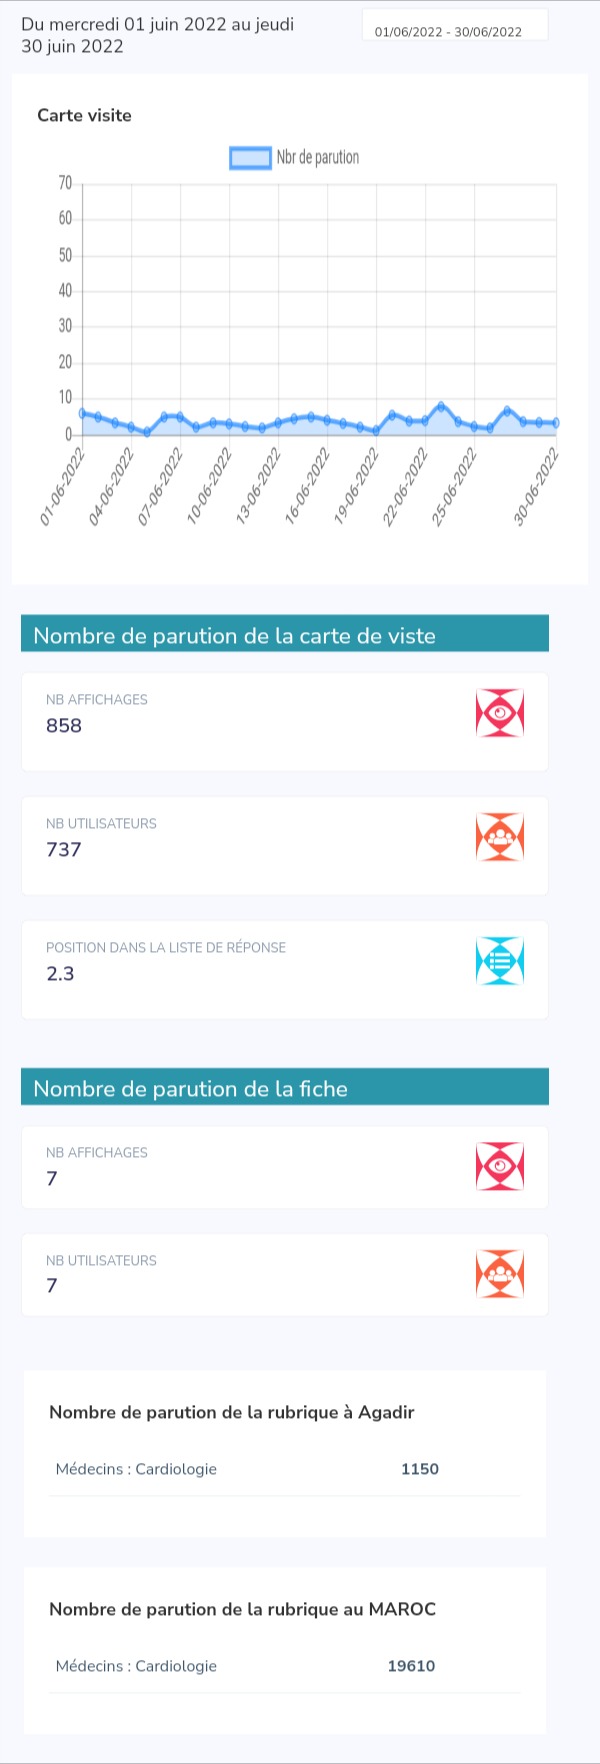 Du mercredi 01 juin 2022 au jeudi
30 juin 2022
01/06/2022 - 30/06/2022
Carte visite
Nbr de parution
70
60
50
40
30
20
10
0
01-06-2022
04-06-2022
07-06-2022
10-06-2022
13-06-2022
16-06-2022
19-06-2022
22-06-2022
25-06-2022
30-06-2022
Nombre de parution de la carte de viste
NB AFFICHAGES
858
NB UTILISATEURS
737
POSITION DANS LA LISTE DE RÉPONSE
2.3
Nombre de parution de la fiche
NB AFFICHAGES
7
NB UTILISATEURS
7
Nombre de parution de la rubrique à Agadir
Médecins : Cardiologie 1150
Nombre de parution de la rubrique au MAROC
Médecins : Cardiologie 19610